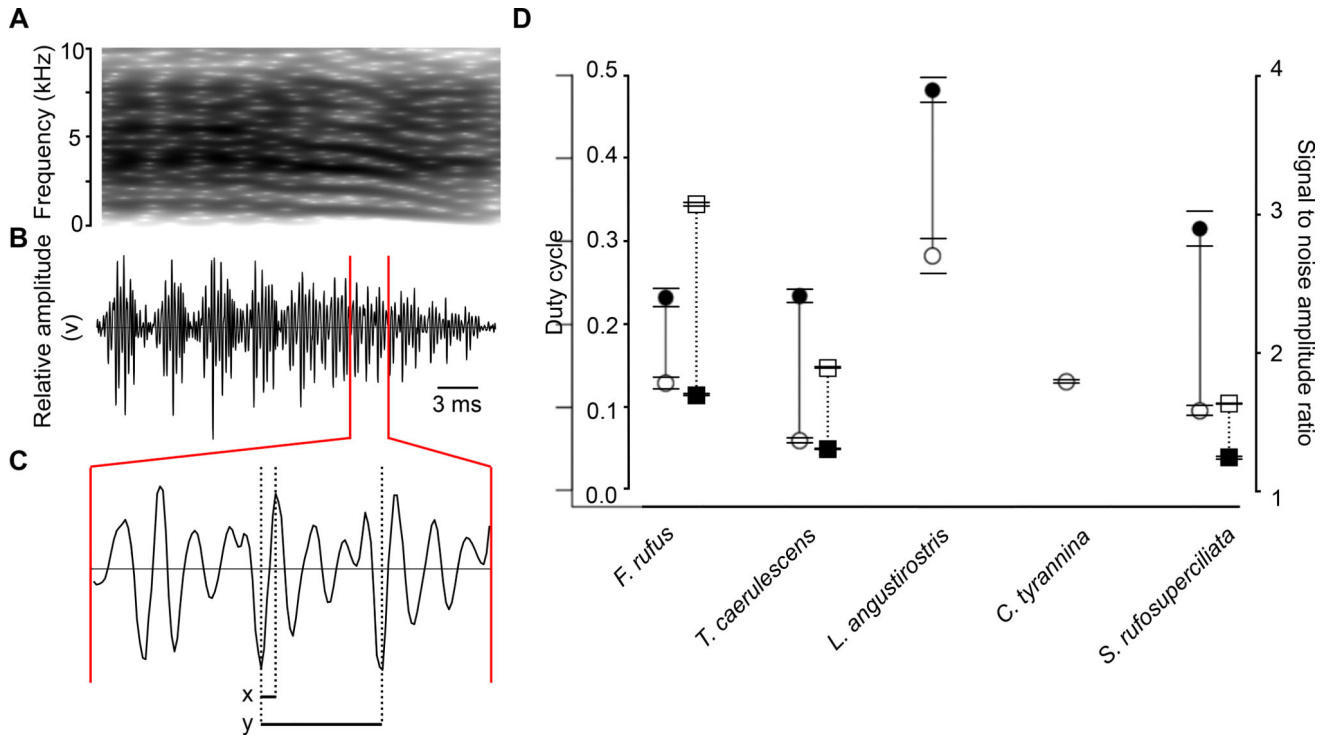 A
10
5
0
Frequency (kHz)
B
Relative amplitude
(v)
3 ms
C
x
y
D
0.5
0.4
0.3
0.2
0.1
0.0
Duty cycle
4
3
2
1
Signal to noise amplitude ratio
F. rufus
T. caerulescens
L. angustirostris
C. tyrannina
S. rufosuperciliata